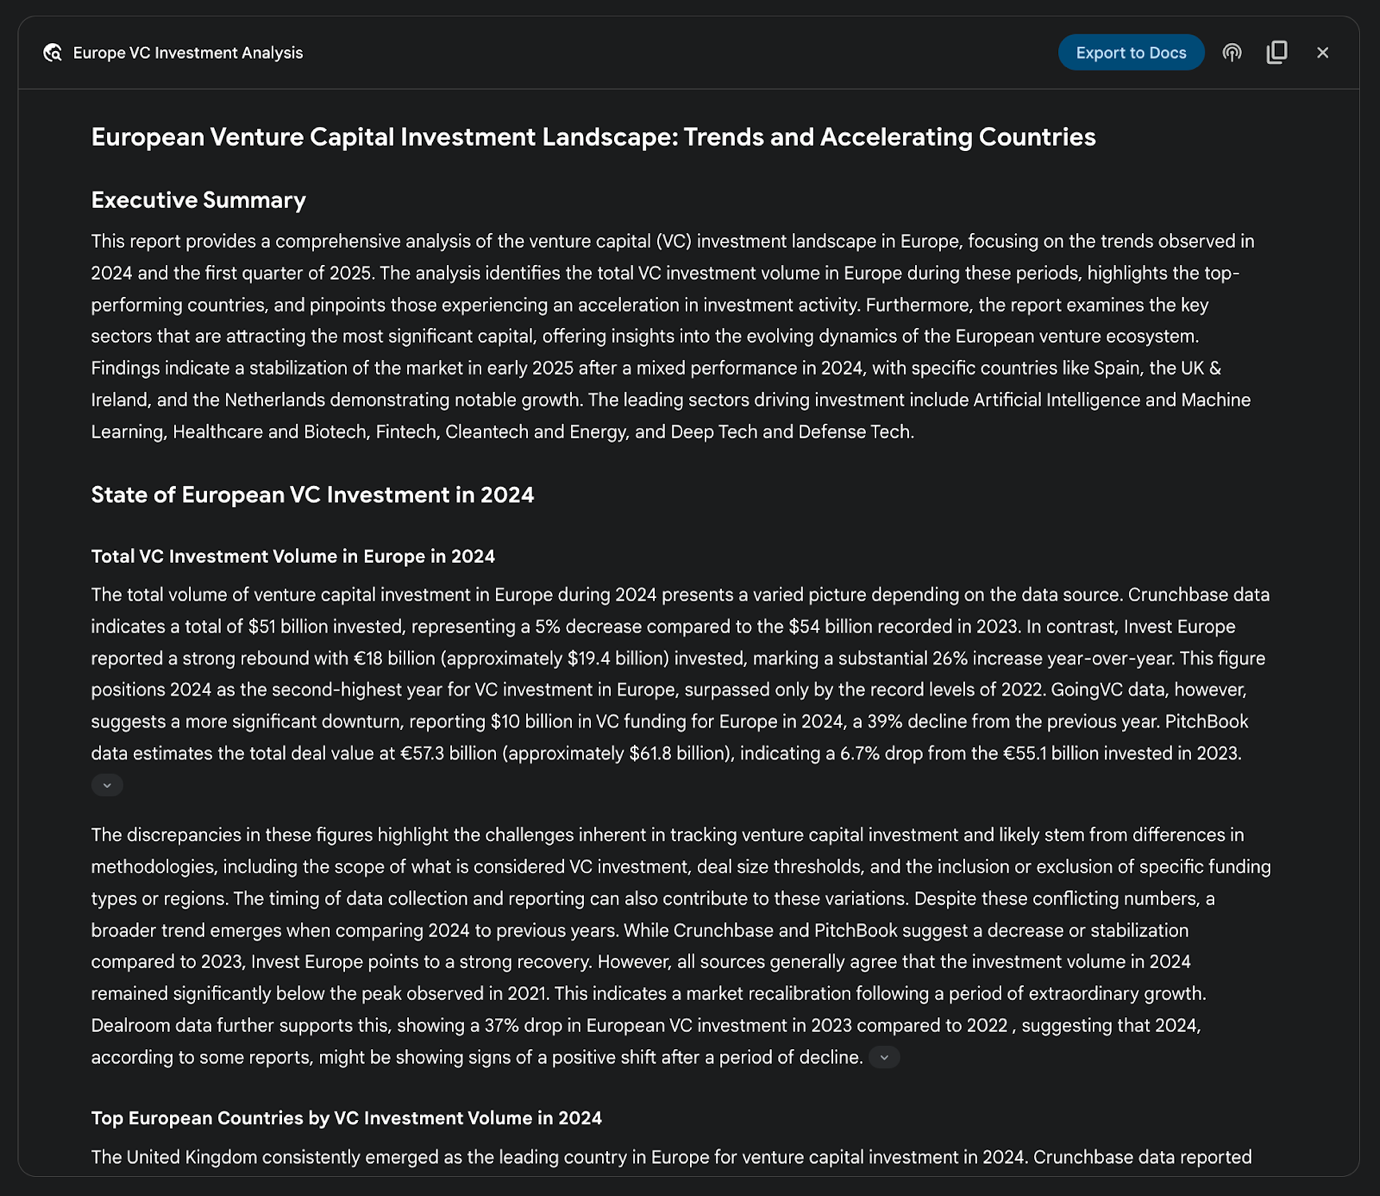 Europe VC Investment Analysis
Export to Docs
European Venture Capital Investment Landscape: Trends and Accelerating Countries
Executive Summary
This report provides a comprehensive analysis of the venture capital (VC) investment landscape in Europe, focusing on the trends observed in
2024 and the first quarter of 2025. The analysis identifies the total VC investment volume in Europe during these periods, highlights the top-
performing countries, and pinpoints those experiencing an acceleration in investment activity. Furthermore, the report examines the key
sectors that are attracting the most significant capital, offering insights into the evolving dynamics of the European venture ecosystem.
Findings indicate a stabilization of the market in early 2025 after a mixed performance in 2024, with specific countries like Spain, the UK &
Ireland, and the Netherlands demonstrating notable growth. The leading sectors driving investment include Artificial Intelligence and Machine
Learning, Healthcare and Biotech, Fintech, Cleantech and Energy, and Deep Tech and Defense Tech.
State of European VC Investment in 2024
Total VC Investment Volume in Europe in 2024
The total volume of venture capital investment in Europe during 2024 presents a varied picture depending on the data source. Crunchbase data
indicates a total of $51 billion invested, representing a 5% decrease compared to the $54 billion recorded in 2023. In contrast, Invest Europe
reported a strong rebound with €18 billion (approximately $19.4 billion) invested, marking a substantial 26% increase year-over-year. This figure
positions 2024 as the second-highest year for VC investment in Europe, surpassed only by the record levels of 2022. GoingVC data, however,
suggests a more significant downturn, reporting $10 billion in VC funding for Europe in 2024, a 39% decline from the previous year. PitchBook
data estimates the total deal value at €57.3 billion (approximately $61.8 billion), indicating a 6.7% drop from the €55.1 billion invested in 2023.
The discrepancies in these figures highlight the challenges inherent in tracking venture capital investment and likely stem from differences in
methodologies, including the scope of what is considered VC investment, deal size thresholds, and the inclusion or exclusion of specific funding
types or regions. The timing of data collection and reporting can also contribute to these variations. Despite these conflicting numbers, a
broader trend emerges when comparing 2024 to previous years. While Crunchbase and PitchBook suggest a decrease or stabilization
compared to 2023, Invest Europe points to a strong recovery. However, all sources generally agree that the investment volume in 2024
remained significantly below the peak observed in 2021. This indicates a market recalibration following a period of extraordinary growth.
Dealroom data further supports this, showing a 37% drop in European VC investment in 2023 compared to 2022 , suggesting that 2024,
according to some reports, might be showing signs of a positive shift after a period of decline.
Top European Countries by VC Investment Volume in 2024
The United Kingdom consistently emerged as the leading country in Europe for venture capital investment in 2024. Crunchbase data reported